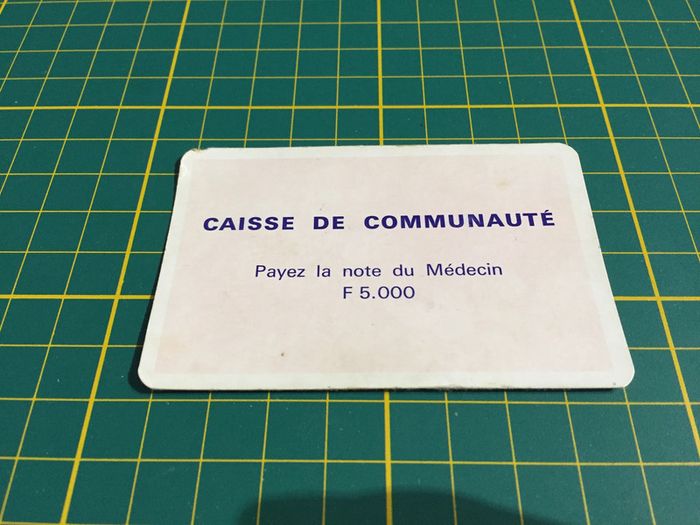 CAISSE DE COMMUNAUTÉ
Payez la note du Médecin
F 5.000